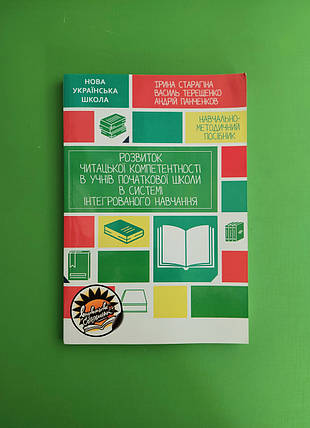 НОВА
УКРАЇНСЬКА
ШКОЛА
ІРИНА СТАРАГІНА
ВАСИЛЬ ТЕРЕЩЕНКО
АНДРІЙ ПАНЧЕНКОВ
НАВЧАЛЬНО-
МЕТОДИЧНИЙ
ПОСІБНИК
РОЗВИТОК
ЧИТАЦЬКОЇ КОМПЕТЕНТНОСТІ
В УЧНІВ ПОЧАТКОВОЇ ШКОЛИ
В СИСТЕМІ
ІНТЕГРОВАНОГО НАВЧАННЯ